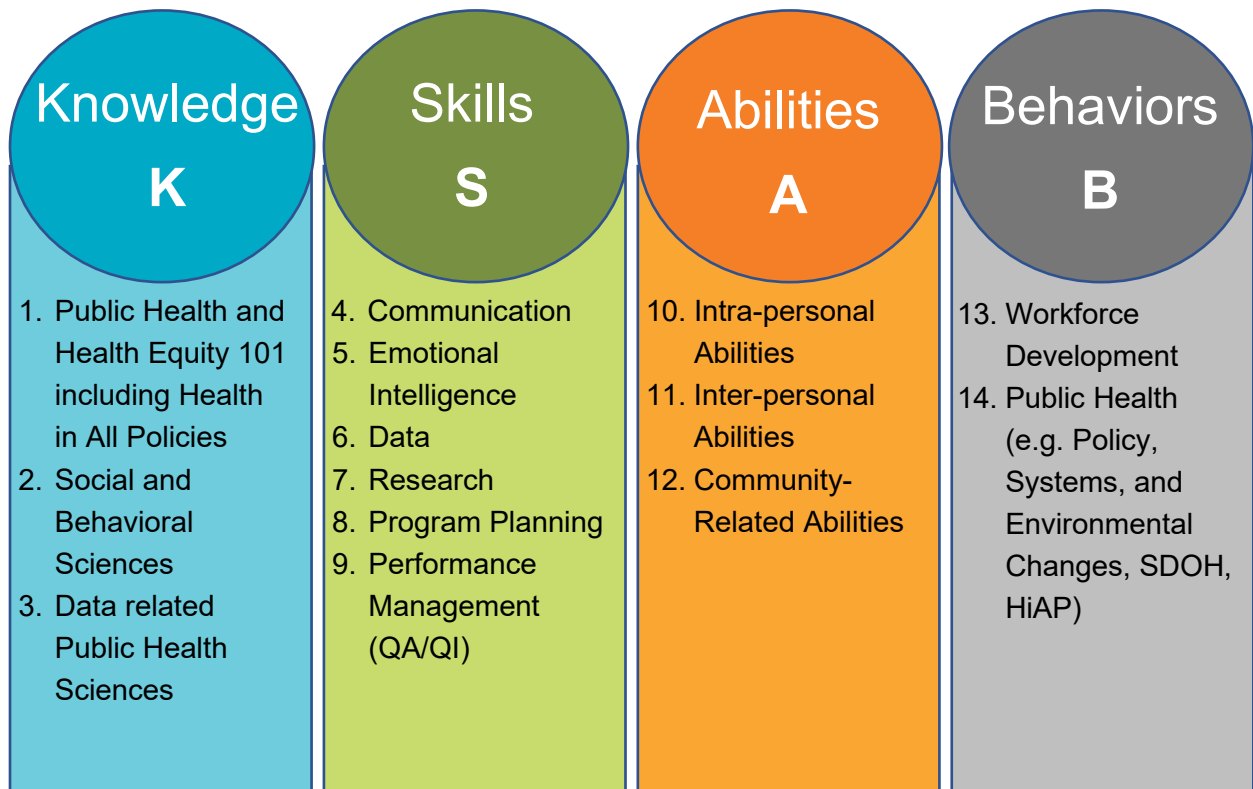 Knowledge
K
1. Public Health and
Health Equity 101
including Health
in All Policies
2. Social and
Behavioral
Sciences
3. Data related
Public Health
Sciences
Skills
S
4. Communication
5. Emotional
Intelligence
6. Data
7. Research
8. Program Planning
9. Performance
Management
(QA/QI)
Abilities
A
10. Intra-personal
Abilities
11. Inter-personal
Abilities
12. Community-
Related Abilities
Behaviors
B
13. Workforce
Development
14. Public Health
(e.g. Policy,
Systems, and
Environmental
Changes, SDOH,
HiAP)